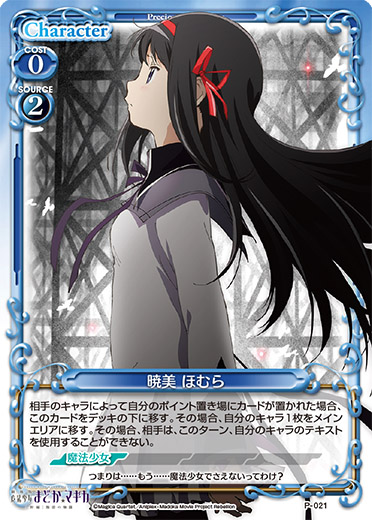 Precio
Character
COST
0
SOURCE
2
暁美 ほむら
相手のキャラによって自分のポイント置き場にカードが置かれた場合、
このカードをデッキの下に移す。その場合、自分のキャラ1枚をメイン
エリアに移す。その場合、相手は、このターン、自分のキャラのテキスト
を使用することができない。
魔法少女
つまりは……もう……魔法少女でさえないってわけ？
まどか☆マギカ
©Magica Quartet／Aniplex・Madoka Movie Project Rebellion
P-021